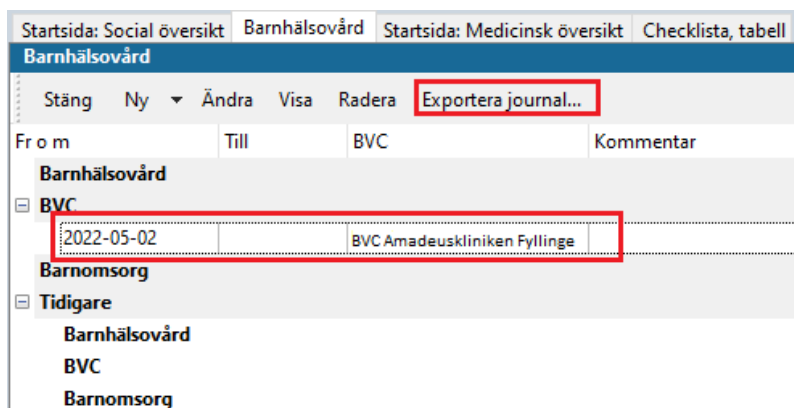 Startsida: Social översikt Barnhälsovård Startsida: Medicinsk översikt Checklista, tabell
Barnhälsovård
Stäng Ny Ändra Visa Radera Exportera journal...
Fr o m Till BVC Kommentar
Barnhälsovård
BVC
2022-05-02 BVC Amadeuskliniken Fyllinge
Barnomsorg
Tidigare
Barnhälsovård
BVC
Barnomsorg